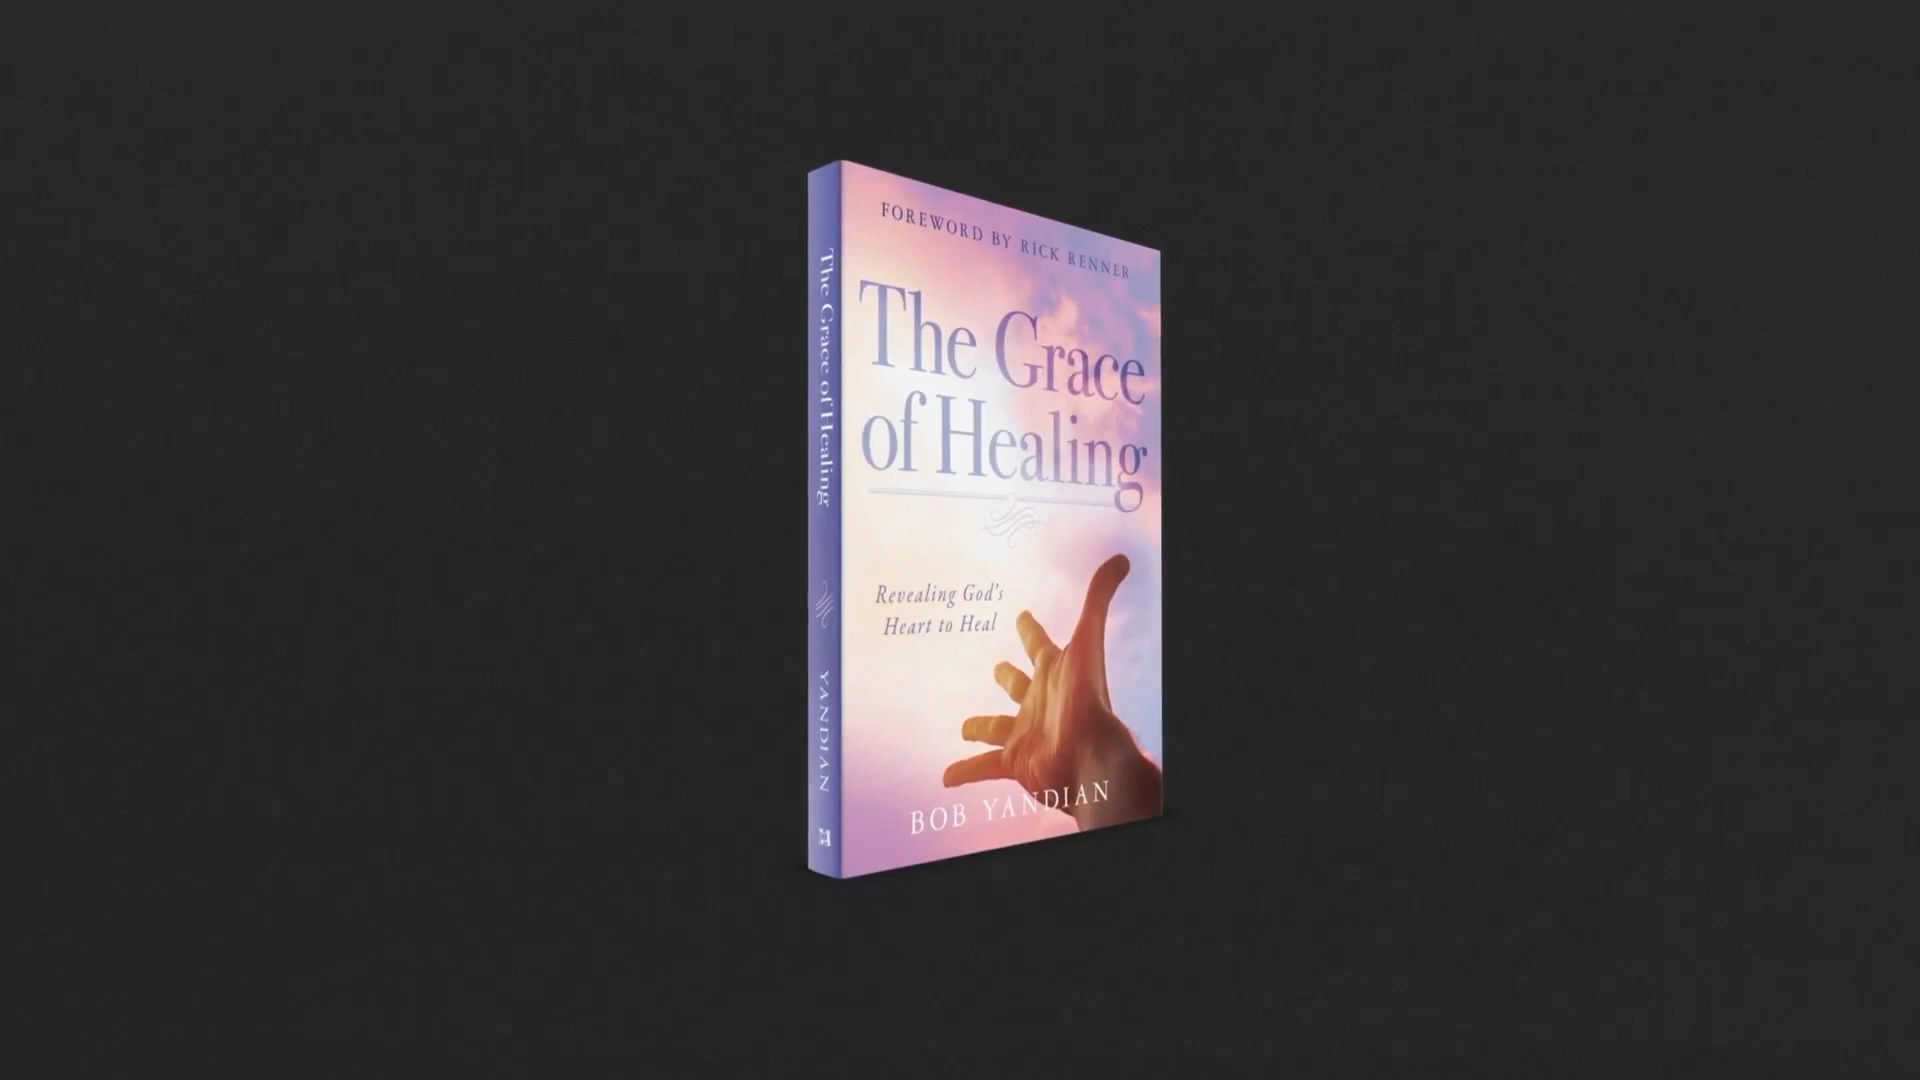 The Grace of Healing
YANDIAN
FOREWORD BY RICK RENNER
The Grace
of Healing
Revealing God's
Heart to Heal
BOB YANDIAN